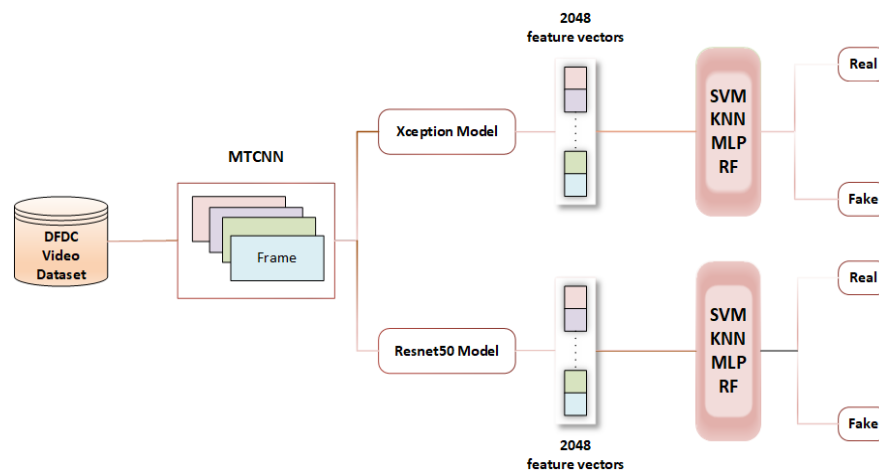 DFDC
Video
Dataset
MTCNN
Frame
Xception Model
2048
feature vectors
SVM
KNN
MLP
RF
Real
Fake
Resnet50 Model
2048
feature vectors
SVM
KNN
MLP
RF
Real
Fake